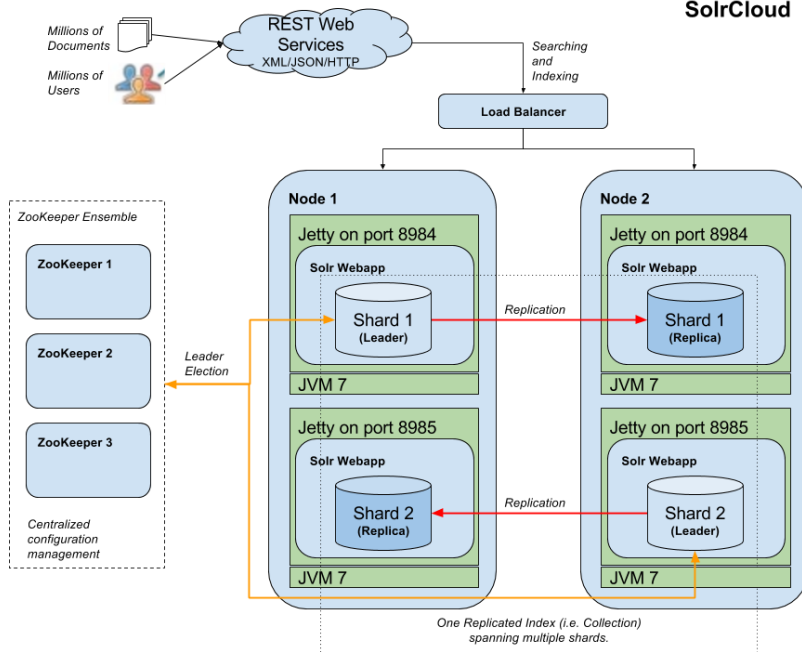 SolrCloud
Millions of
Documents
REST Web
Services
XML/JSON/HTTP
Millions of
Users
Searching
and
Indexing
Load Balancer
ZooKeeper Ensemble
ZooKeeper 1
ZooKeeper 2
ZooKeeper 3
Centralized
configuration
management
Leader
Election
Node 1
Jetty on port 8984
Solr Webapp
Shard 1
(Leader)
JVM 7
Jetty on port 8985
Solr Webapp
Shard 2
(Replica)
JVM 7
Replication
Replication
Node 2
Jetty on port 8984
Solr Webapp
Shard 1
(Replica)
JVM 7
Jetty on port 8985
Solr Webapp
Shard 2
(Leader)
JVM 7
One Replicated Index (i.e. Collection)
spanning multiple shards.